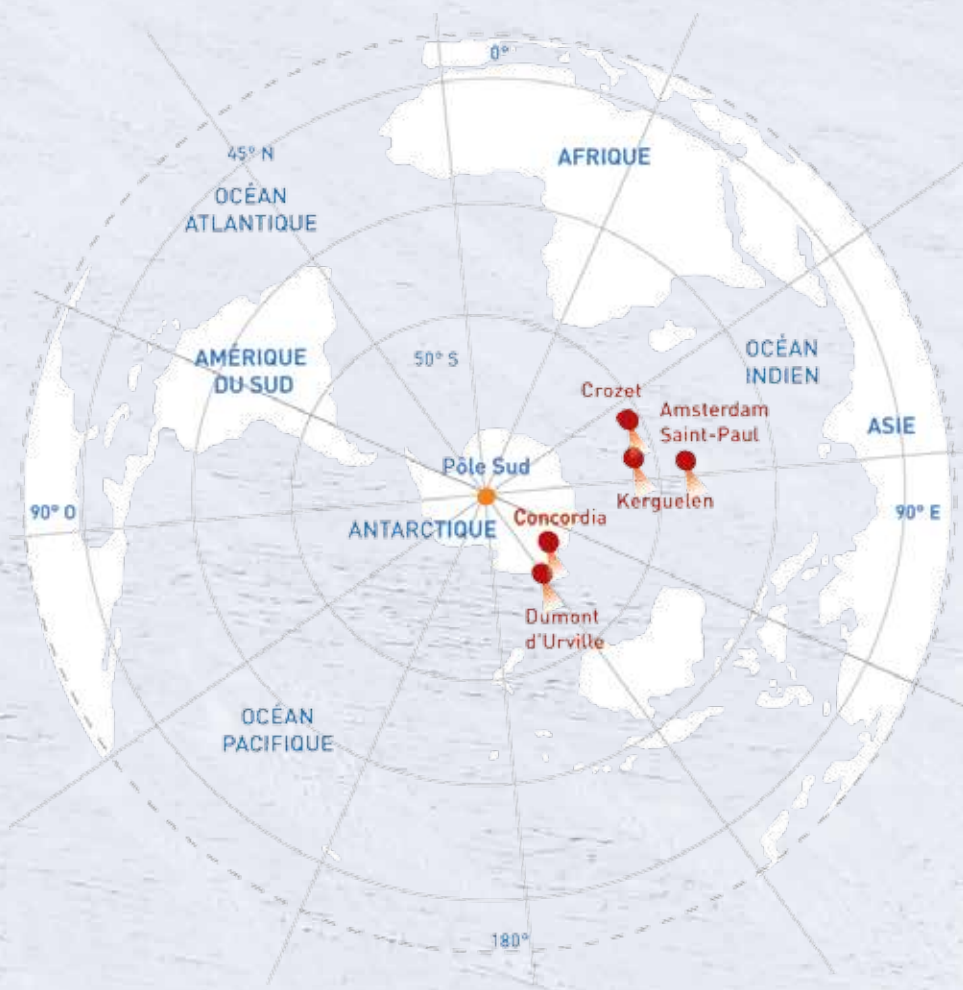 0°
45° N
AFRIQUE
OCÉAN
ATLANTIQUE
50° S
AMÉRIQUE
DU SUD
OCÉAN
INDIEN
Crozet
Amsterdam
Saint-Paul
ASIE
Pôle Sud
Kerguelen
90° O
90° E
Concordia
ANTARCTIQUE
Dumont
d'Urville
OCÉAN
PACIFIQUE
180°